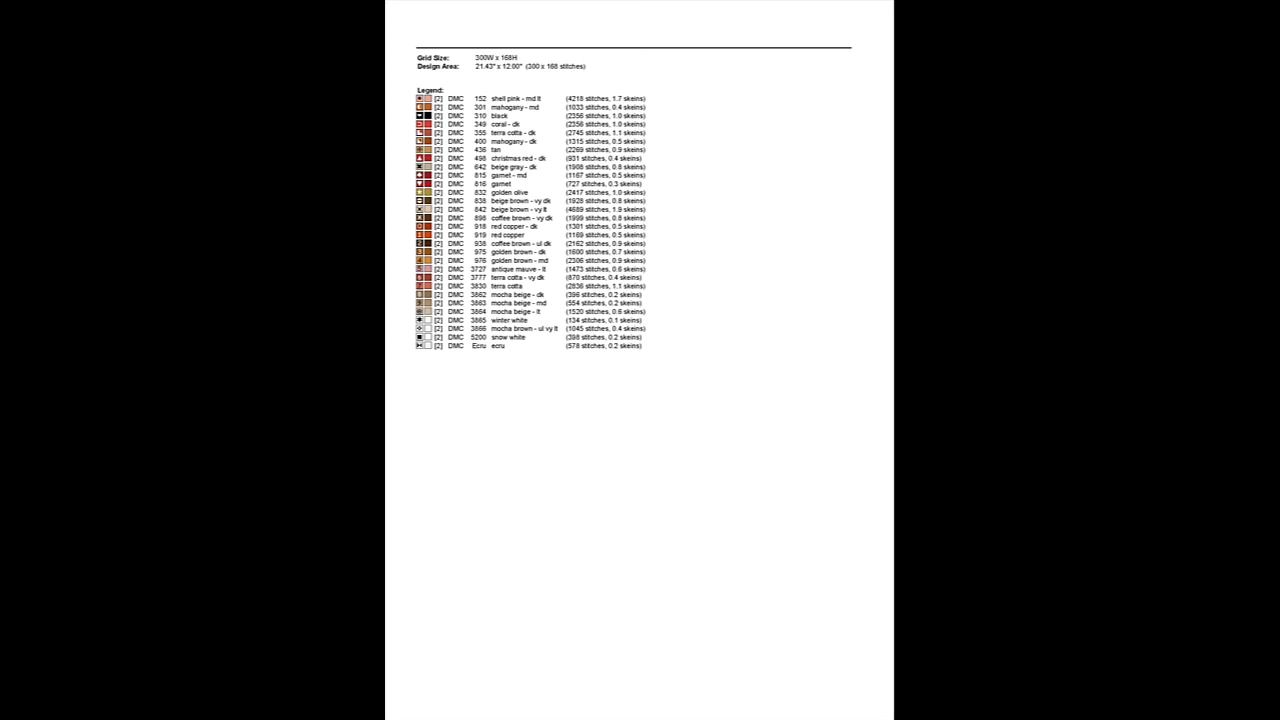 Grid Size: 300W x 168H
Design Area: 21.43" x 12.00" (300 x 168 stitches)
Legend:
[2] DMC 152 shell pink - md lt (4218 stitches, 1.7 skeins)
[2] DMC 301 mahogany - md (1033 stitches, 0.4 skeins)
[2] DMC 310 black (2356 stitches, 1.0 skeins)
[2] DMC 349 coral - dk (2356 stitches, 1.0 skeins)
[2] DMC 355 terra cotta - dk (2745 stitches, 1.1 skeins)
[2] DMC 400 mahogany - dk (1315 stitches, 0.5 skeins)
[2] DMC 436 tan (2269 stitches, 0.9 skeins)
[2] DMC 498 christmas red - dk (931 stitches, 0.4 skeins)
[2] DMC 642 beige gray - dk (1908 stitches, 0.8 skeins)
[2] DMC 815 garnet - md (1167 stitches, 0.5 skeins)
[2] DMC 816 garnet (727 stitches, 0.3 skeins)
[2] DMC 832 golden olive (2417 stitches, 1.0 skeins)
[2] DMC 838 beige brown - vy dk (1928 stitches, 0.8 skeins)
[2] DMC 842 beige brown - vy lt (4689 stitches, 1.9 skeins)
[2] DMC 898 coffee brown - vy dk (1999 stitches, 0.8 skeins)
[2] DMC 918 red copper - dk (1301 stitches, 0.5 skeins)
[2] DMC 919 red copper (1169 stitches, 0.5 skeins)
[2] DMC 938 coffee brown - ul dk (2162 stitches, 0.9 skeins)
[2] DMC 975 golden brown - dk (1600 stitches, 0.7 skeins)
[2] DMC 976 golden brown - md (2306 stitches, 0.9 skeins)
[2] DMC 3727 antique mauve - lt (1473 stitches, 0.6 skeins)
[2] DMC 3777 terra cotta - vy dk (870 stitches, 0.4 skeins)
[2] DMC 3830 terra cotta (2836 stitches, 1.1 skeins)
[2] DMC 3862 mocha beige - dk (396 stitches, 0.2 skeins)
[2] DMC 3863 mocha beige - md (554 stitches, 0.2 skeins)
[2] DMC 3864 mocha beige - lt (1520 stitches, 0.6 skeins)
[2] DMC 3865 winter white (134 stitches, 0.1 skeins)
[2] DMC 3866 mocha brown - ul vy lt (1045 stitches, 0.4 skeins)
[2] DMC 5200 snow white (398 stitches, 0.2 skeins)
[2] DMC Ecru ecru (578 stitches, 0.2 skeins)